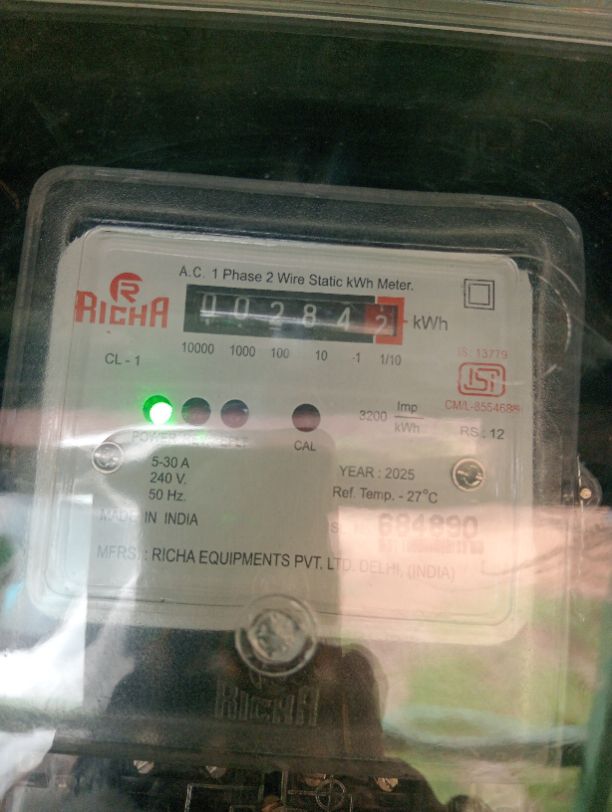 A.C. 1 Phase 2 Wire Static kWh Meter.
R
RICHA
002842 kWh
10000 1000 100 10 1 1/10
CL - 1
IS: 13779
ISI
3200 Imp/kWh
RS : 12
CAL
5-30 A
240 V.
50 Hz.
YEAR : 2025
Ref. Temp. - 27°C
MADE IN INDIA
684890
MFRS. : RICHA EQUIPMENTS PVT. LTD. DELHI, (INDIA)
RICHA